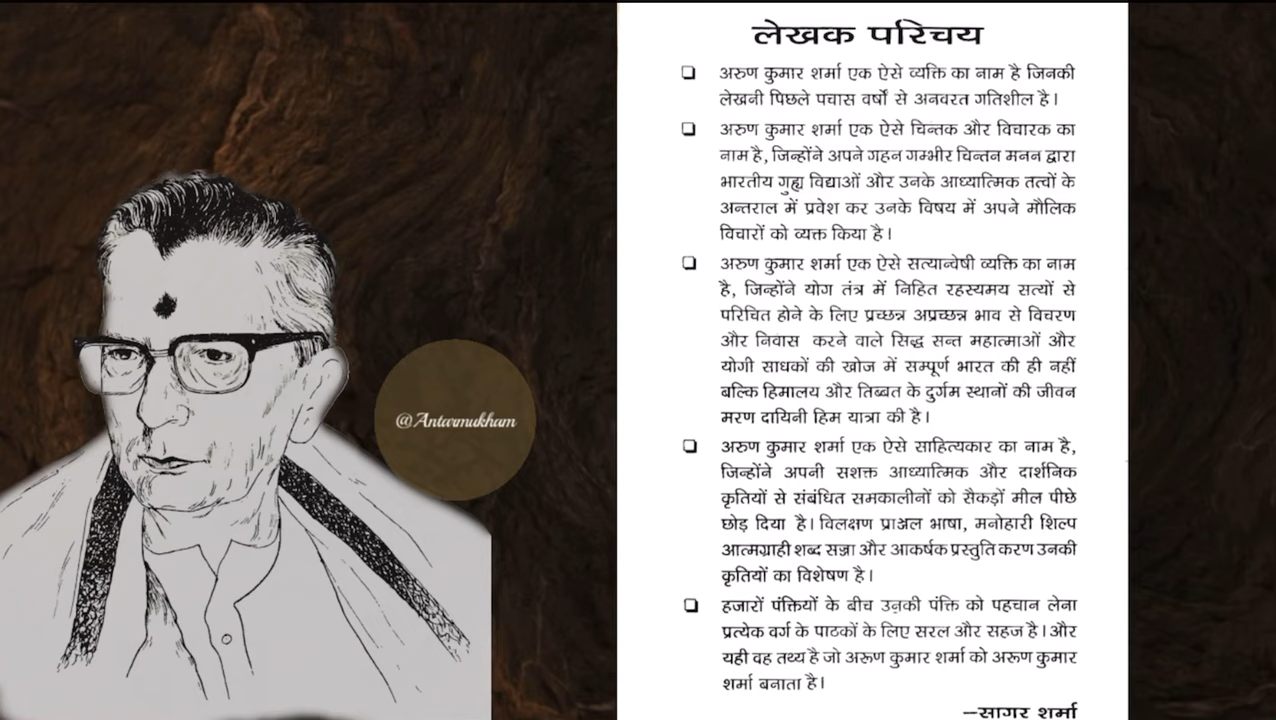 लेखक परिचय
❑ अरुण कुमार शर्मा एक ऐसे व्यक्ति का नाम है जिनकी
लेखनी पिछले पचास वर्षों से अनवरत गतिशील है।
❑ अरुण कुमार शर्मा एक ऐसे चिन्तक और विचारक का
नाम है, जिन्होंने अपने गहन गम्भीर चिन्तन मनन द्वारा
भारतीय गुह्य विद्याओं और उनके आध्यात्मिक तत्वों के
अन्तराल में प्रवेश कर उनके विषय में अपने मौलिक
विचारों को व्यक्त किया है।
❑ अरुण कुमार शर्मा एक ऐसे सत्यान्वेषी व्यक्ति का नाम
है, जिन्होंने योग तंत्र में निहित रहस्यमय सत्यों से
परिचित होने के लिए प्रच्छन्न अप्रच्छन्न भाव से विचरण
और निवास करने वाले सिद्ध सन्त महात्माओं और
योगी साधकों की खोज में सम्पूर्ण भारत की ही नहीं
बल्कि हिमालय और तिब्बत के दुर्गम स्थानों की जीवन
मरण दायिनी हिम यात्रा की है।
❑ अरुण कुमार शर्मा एक ऐसे साहित्यकार का नाम है,
जिन्होंने अपनी सशक्त आध्यात्मिक और दार्शनिक
कृतियों से संबंधित समकालीनों को सैकड़ों मील पीछे
छोड़ दिया है। विलक्षण प्राञ्जल भाषा, मनोहारी शिल्प
आत्मग्राही शब्द सज्जा और आकर्षक प्रस्तुति करण उनकी
कृतियों का विशेषण है।
❑ हजारों पंक्तियों के बीच उनकी पंक्ति को पहचान लेना
प्रत्येक वर्ग के पाठकों के लिए सरल और सहज है। और
यही वह तथ्य है जो अरूण कुमार शर्मा को अरूण कुमार
शर्मा बनाता है।
–सागर शर्मा
@Antarmukham